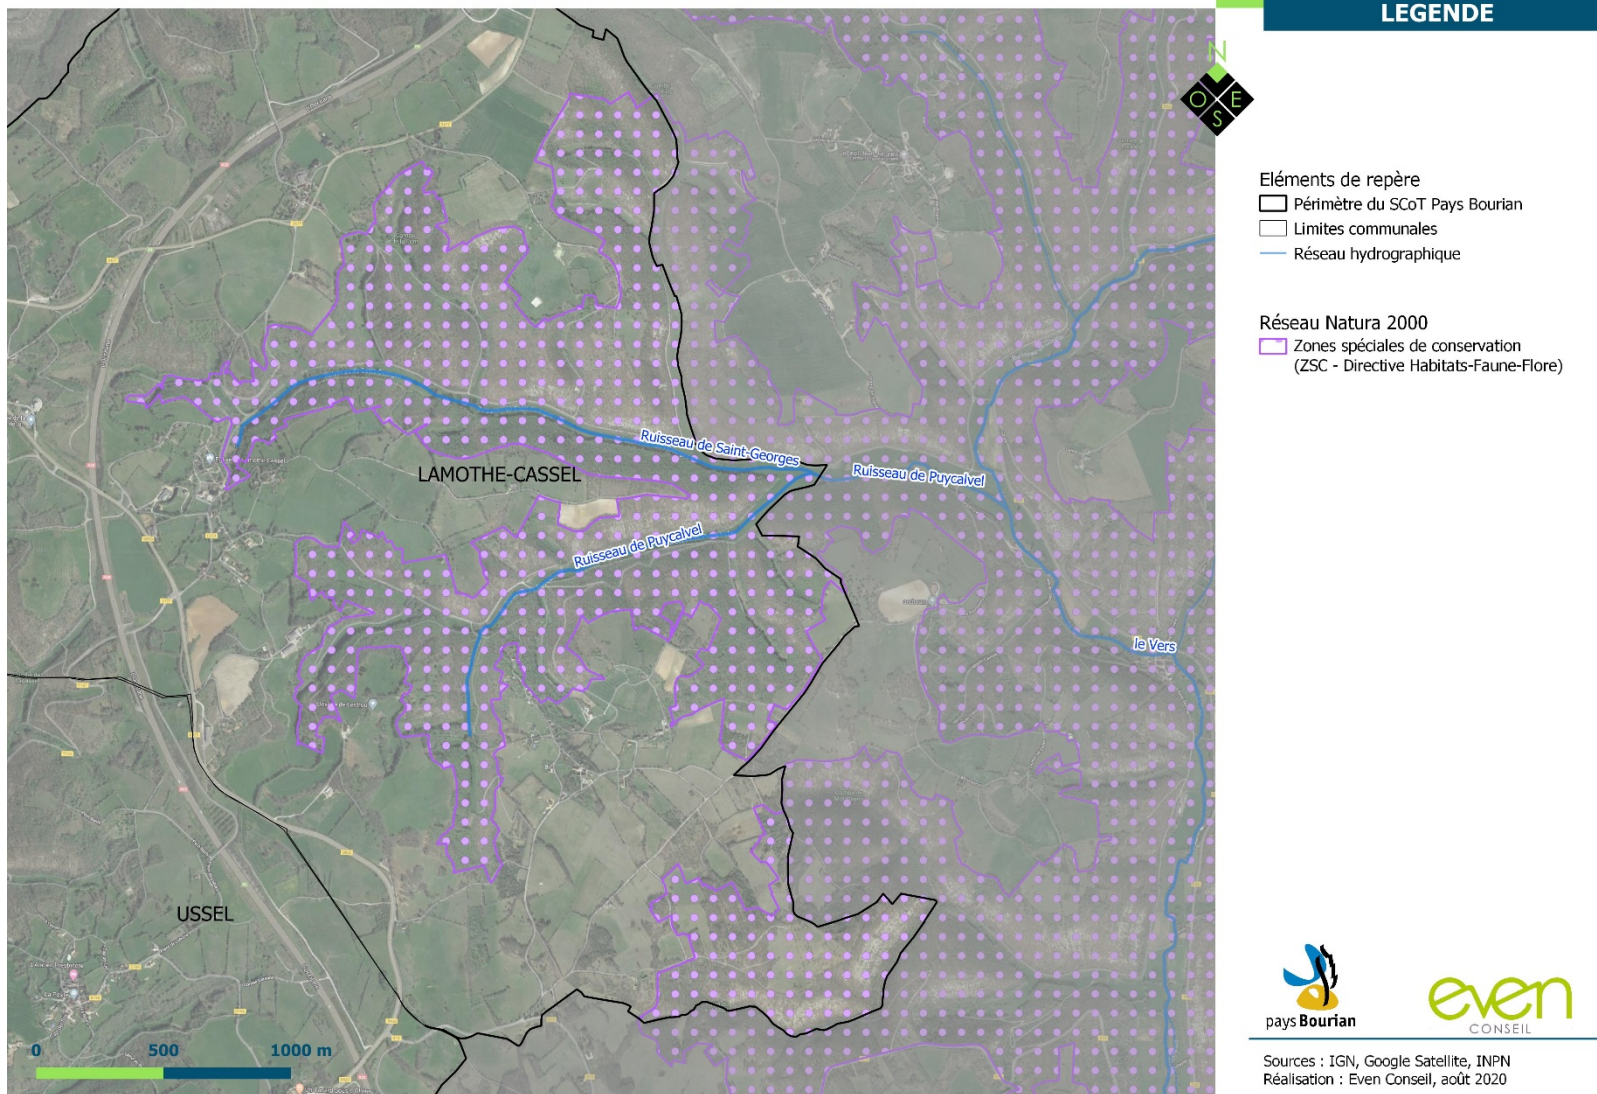 LEGENDE
N
O
E
S
Eléments de repère
Périmètre du SCoT Pays Bourian
Limites communales
Réseau hydrographique
Réseau Natura 2000
Zones spéciales de conservation
(ZSC - Directive Habitats-Faune-Flore)
Ruisseau de Saint-Georges
LAMOTHE-CASSEL
Ruisseau de Puycalvel
Ruisseau de Puycalvel
le Vers
USSEL
0 500 1000 m
pays Bourian
even
CONSEIL
Sources : IGN, Google Satellite, INPN
Réalisation : Even Conseil, août 2020